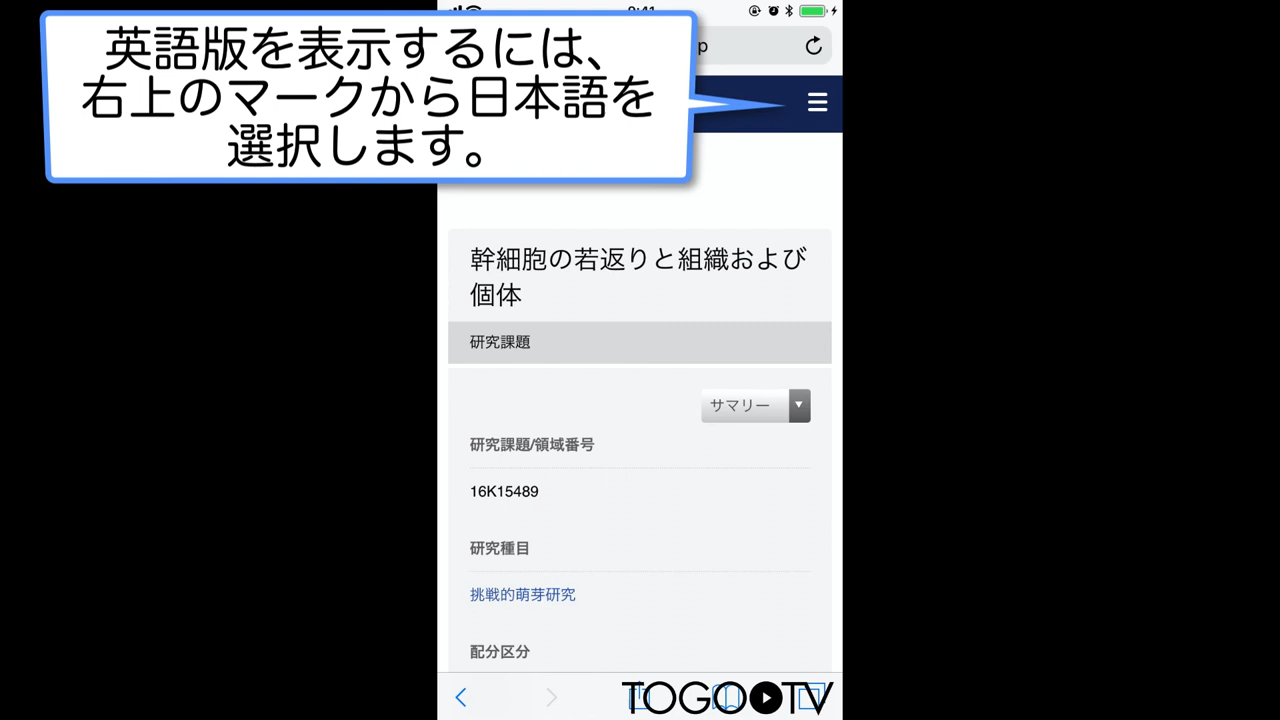 英語版を表示するには、
右上のマークから日本語を
選択します。
p
幹細胞の若返りと組織および
個体
研究課題
サマリー
研究課題/領域番号
16K15489
研究種目
挑戦的萌芽研究
配分区分
TOGO TV